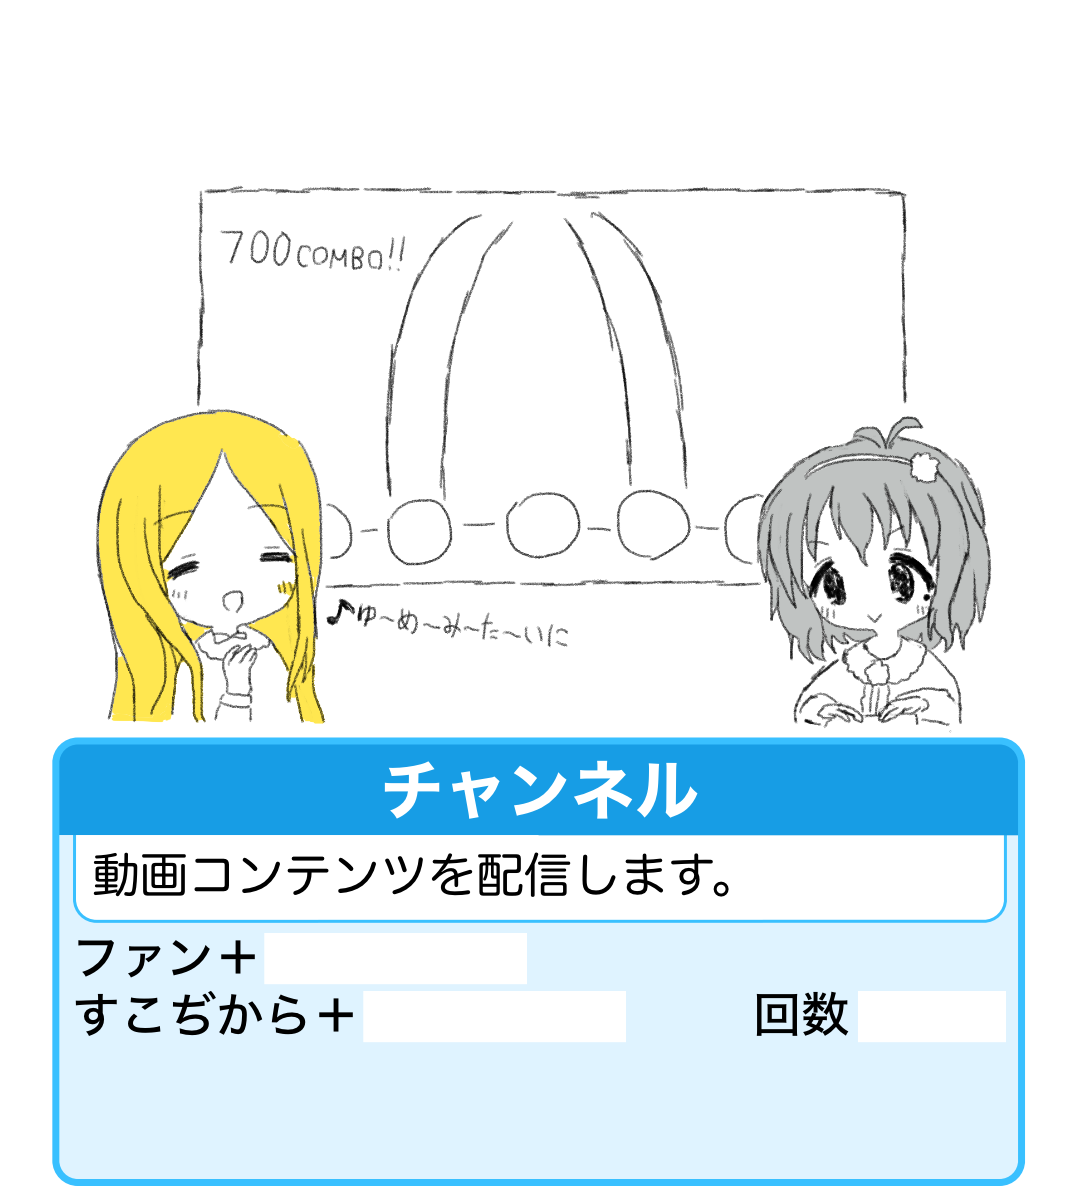 700COMBO!!
♪ゆ〜め〜み〜た〜いに
チャンネル
動画コンテンツを配信します。
ファン＋
すこぢから＋ 回数